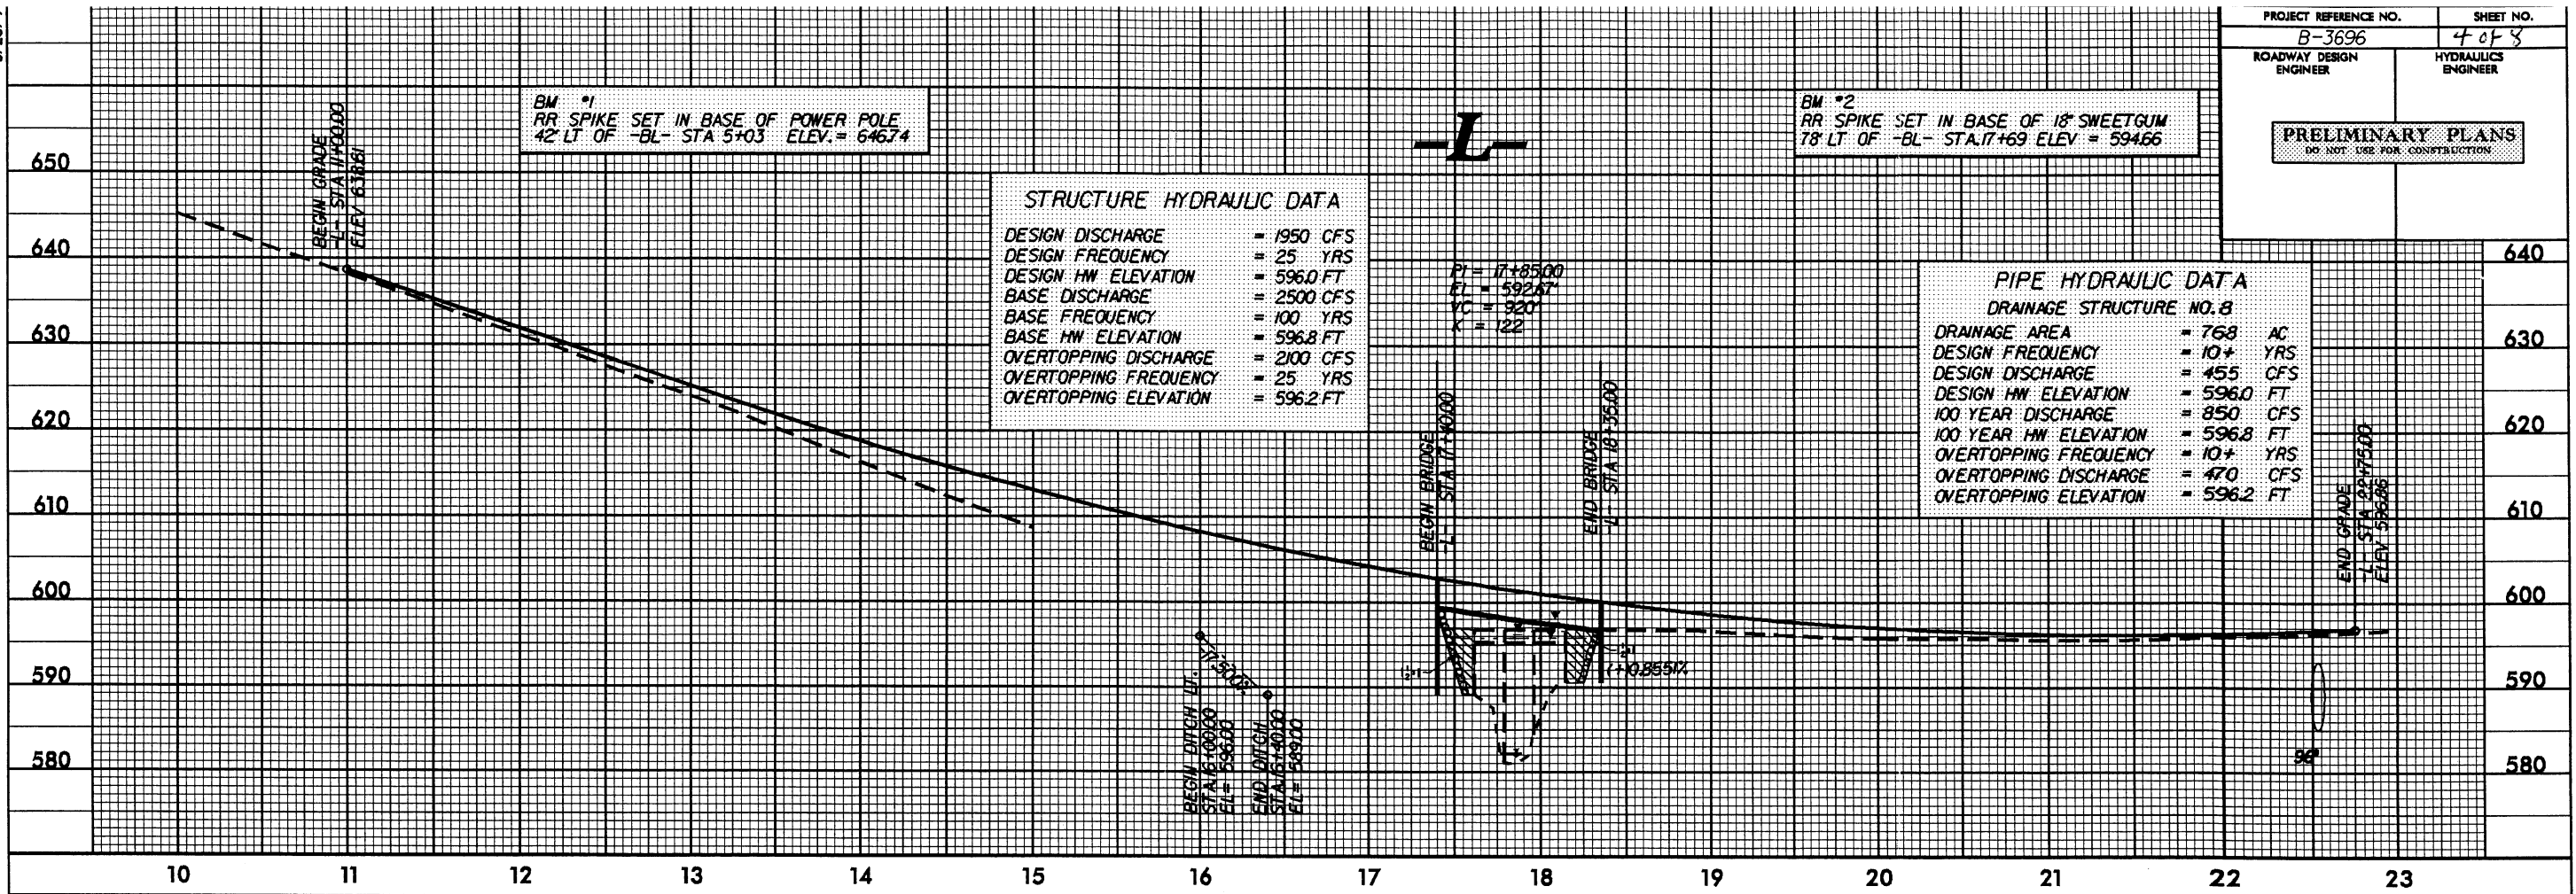 PROJECT REFERENCE NO.
SHEET NO.
B-3696
4 of 8
ROADWAY DESIGN
ENGINEER
HYDRAULICS
ENGINEER
PRELIMINARY PLANS
DO NOT USE FOR CONSTRUCTION
BM #1
RR SPIKE SET IN BASE OF POWER POLE
42' LT OF -BL- STA 5+03 ELEV. = 646.74
-L-
BM #2
RR SPIKE SET IN BASE OF 18" SWEETGUM
78' LT OF -BL- STA.17+69 ELEV = 594.66
BEGIN GRADE
-L- STA 11+00.00
ELEV 638.61
STRUCTURE HYDRAULIC DATA
DESIGN DISCHARGE = 1950 CFS
DESIGN FREQUENCY = 25 YRS
DESIGN HW ELEVATION = 596.0 FT
BASE DISCHARGE = 2500 CFS
BASE FREQUENCY = 100 YRS
BASE HW ELEVATION = 596.8 FT
OVERTOPPING DISCHARGE = 2100 CFS
OVERTOPPING FREQUENCY = 25 YRS
OVERTOPPING ELEVATION = 596.2 FT
PI = 17+85.00
EL = 592.67'
VC = 920'
K = 122
PIPE HYDRAULIC DATA
DRAINAGE STRUCTURE NO. 8
DRAINAGE AREA = 768 AC
DESIGN FREQUENCY = 10+ YRS
DESIGN DISCHARGE = 455 CFS
DESIGN HW ELEVATION = 596.0 FT
100 YEAR DISCHARGE = 850 CFS
100 YEAR HW ELEVATION = 596.8 FT
OVERTOPPING FREQUENCY = 10+ YRS
OVERTOPPING DISCHARGE = 470 CFS
OVERTOPPING ELEVATION = 596.2 FT
BEGIN BRIDGE
-L- STA 17+40.00
END BRIDGE
-L- STA 18+35.00
END GRADE
-L- STA 22+75.00
ELEV 596.86
(-)17.500%
(+)0.8551%
BEGIN DITCH LT.
STA.16+00.00
EL= 596.00
END DITCH
STA.16+40.00
EL= 589.00
96"
650
640
630
620
610
600
590
580
640
630
620
610
600
590
580
10 11 12 13 14 15 16 17 18 19 20 21 22 23